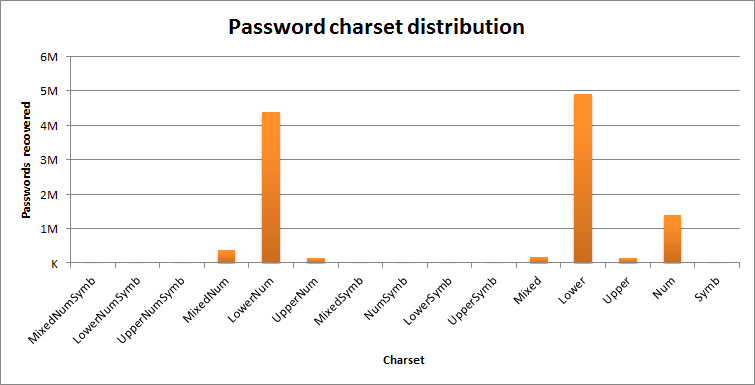 Password charset distribution
6M
5M
4M
3M
2M
1M
K
Passwords recovered
MixedNumSymb
LowerNumSymb
UpperNumSymb
MixedNum
LowerNum
UpperNum
MixedSymb
NumSymb
LowerSymb
UpperSymb
Mixed
Lower
Upper
Num
Symb
Charset